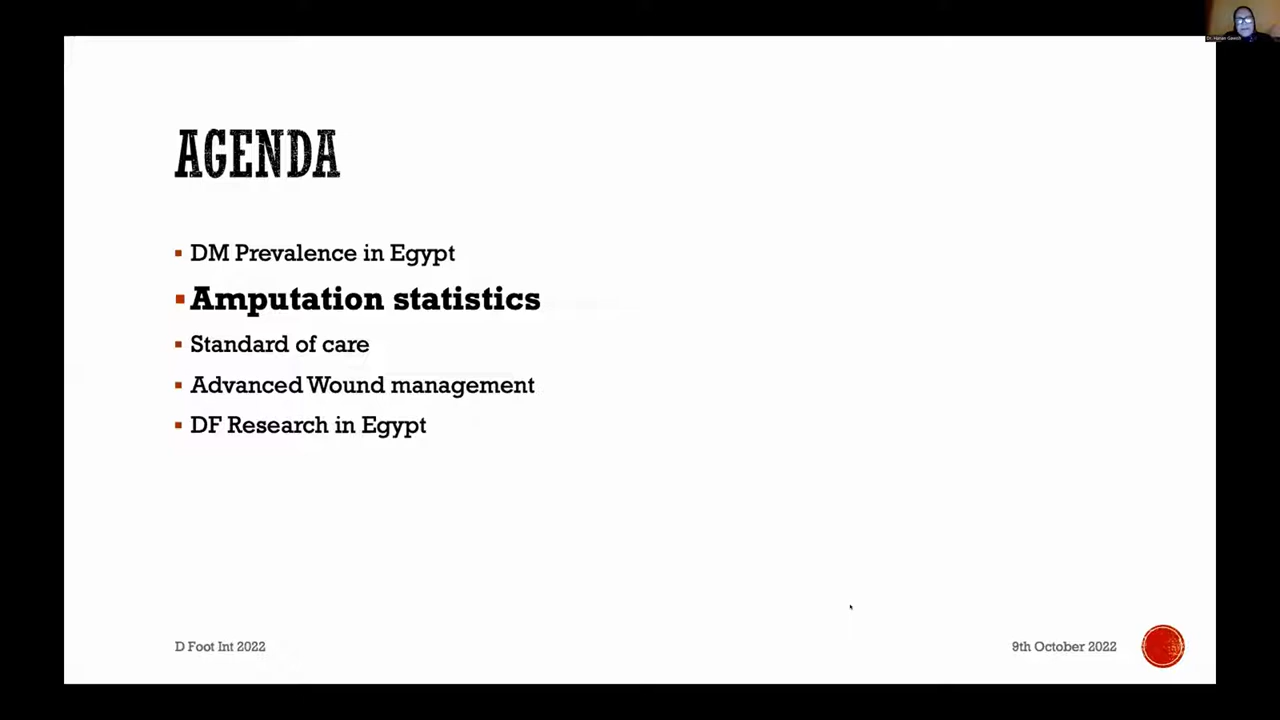 AGENDA
▪ DM Prevalence in Egypt
▪ Amputation statistics
▪ Standard of care
▪ Advanced Wound management
▪ DF Research in Egypt
D Foot Int 2022
9th October 2022